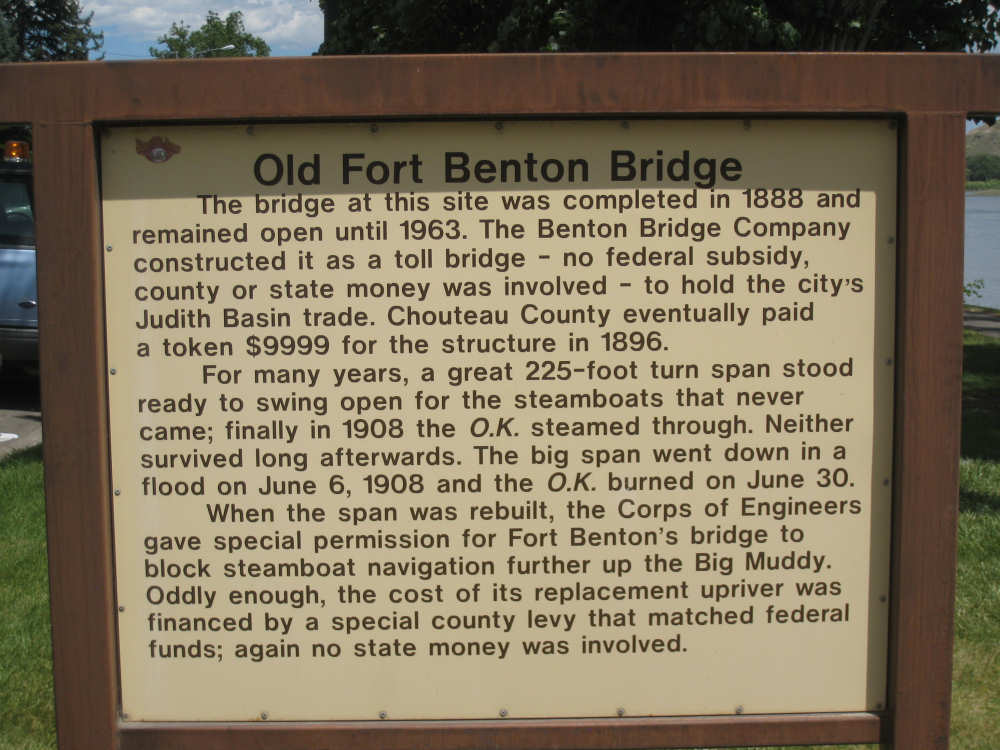 Old Fort Benton Bridge
The bridge at this site was completed in 1888 and
remained open until 1963. The Benton Bridge Company
constructed it as a toll bridge - no federal subsidy,
county or state money was involved - to hold the city's
Judith Basin trade. Chouteau County eventually paid
a token $9999 for the structure in 1896.
For many years, a great 225-foot turn span stood
ready to swing open for the steamboats that never
came; finally in 1908 the O.K. steamed through. Neither
survived long afterwards. The big span went down in a
flood on June 6, 1908 and the O.K. burned on June 30.
When the span was rebuilt, the Corps of Engineers
gave special permission for Fort Benton's bridge to
block steamboat navigation further up the Big Muddy.
Oddly enough, the cost of its replacement upriver was
financed by a special county levy that matched federal
funds; again no state money was involved.